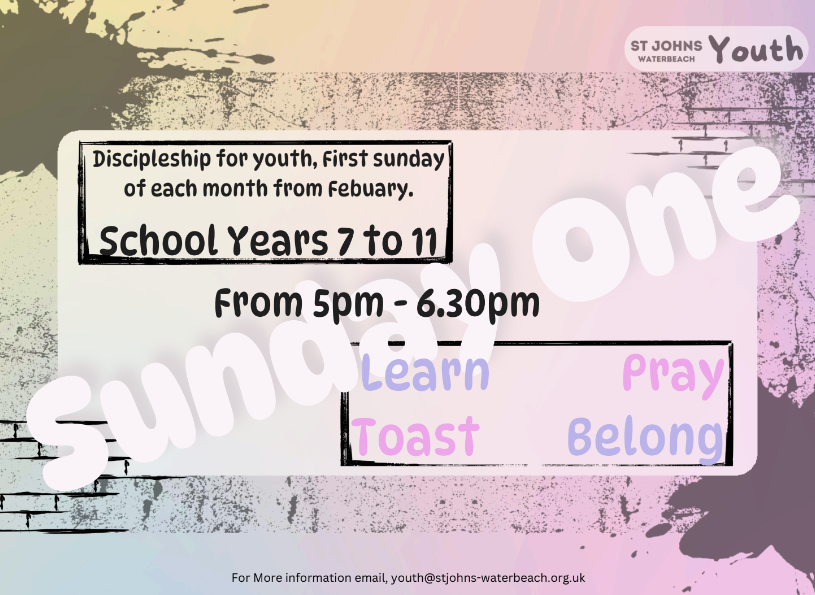 ST JOHNS
WATERBEACH
Youth
Discipleship for youth, First sunday
of each month from Febuary.
School Years 7 to 11
Sunday One
From 5pm - 6.30pm
Learn Pray
Toast Belong
For More information email, youth@stjohns-waterbeach.org.uk